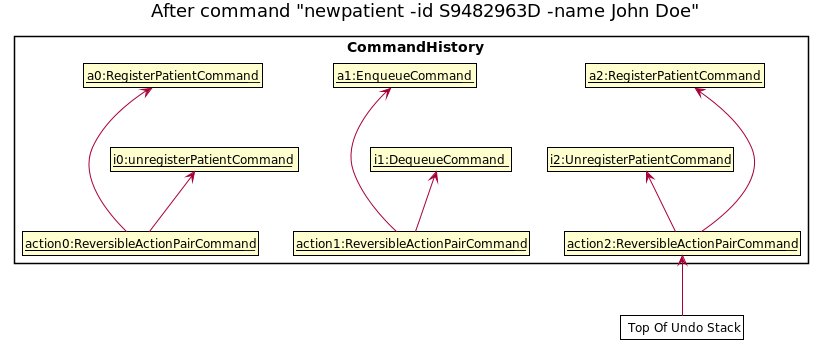 After command "newpatient -id S9482963D -name John Doe"
CommandHistory
a0:RegisterPatientCommand
a1:EnqueueCommand
a2:RegisterPatientCommand
i0:unregisterPatientCommand
i1:DequeueCommand
i2:UnregisterPatientCommand
action0:ReversibleActionPairCommand
action1:ReversibleActionPairCommand
action2:ReversibleActionPairCommand
Top Of Undo Stack